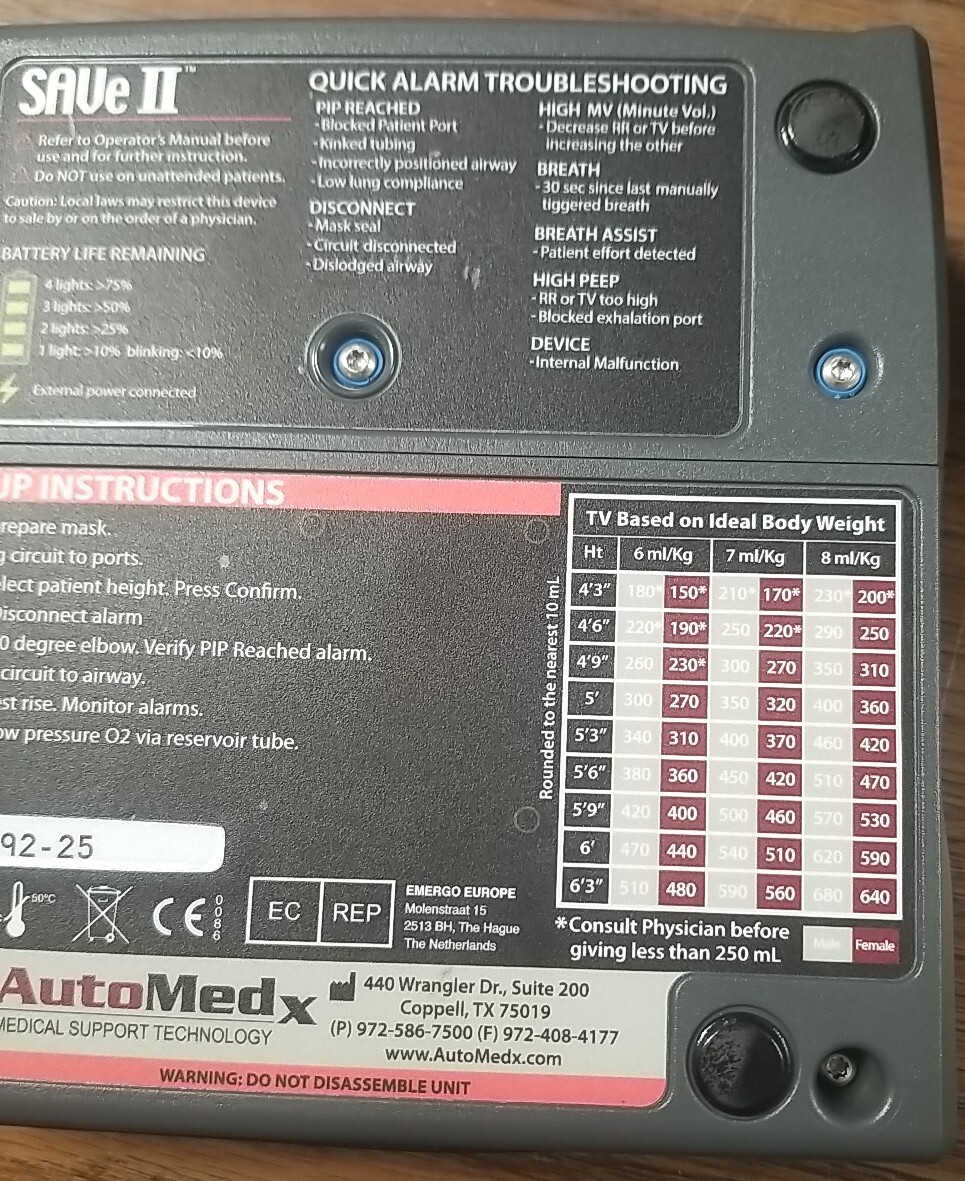 SAVe II™
Refer to Operator's Manual before
use and for further instruction.
Do NOT use on unattended patients.
Caution: Local laws may restrict this device
to sale by or on the order of a physician.
BATTERY LIFE REMAINING
4 lights: >75%
3 lights: >50%
2 lights: >25%
1 light: >10% blinking: <10%
External power connected
QUICK ALARM TROUBLESHOOTING
PIP REACHED
-Blocked Patient Port
-Kinked tubing
-Incorrectly positioned airway
-Low lung compliance
DISCONNECT
-Mask seal
-Circuit disconnected
-Dislodged airway
HIGH MV (Minute Vol.)
-Decrease RR or TV before
increasing the other
BREATH
-30 sec since last manually
tiggered breath
BREATH ASSIST
-Patient effort detected
HIGH PEEP
-RR or TV too high
-Blocked exhalation port
DEVICE
-Internal Malfunction
UP INSTRUCTIONS
repare mask.
g circuit to ports.
lect patient height. Press Confirm.
isconnect alarm
0 degree elbow. Verify PIP Reached alarm.
circuit to airway.
st rise. Monitor alarms.
ow pressure O2 via reservoir tube.
92-25
50°C
CE 0086
EC REP
EMERGO EUROPE
Molenstraat 15
2513 BH, The Hague
The Netherlands
Rounded to the nearest 10 mL
TV Based on Ideal Body Weight
Ht 6 ml/Kg 7 ml/Kg 8 ml/Kg
4'3" 180* 150* 210* 170* 230* 200*
4'6" 220* 190* 250 220* 290 250
4'9" 260 230* 300 270 350 310
5' 300 270 350 320 400 360
5'3" 340 310 400 370 460 420
5'6" 380 360 450 420 510 470
5'9" 420 400 500 460 570 530
6' 470 440 540 510 620 590
6'3" 510 480 590 560 680 640
*Consult Physician before
giving less than 250 mL
Male Female
AutoMedx
MEDICAL SUPPORT TECHNOLOGY
440 Wrangler Dr., Suite 200
Coppell, TX 75019
(P) 972-586-7500 (F) 972-408-4177
www.AutoMedx.com
WARNING: DO NOT DISASSEMBLE UNIT